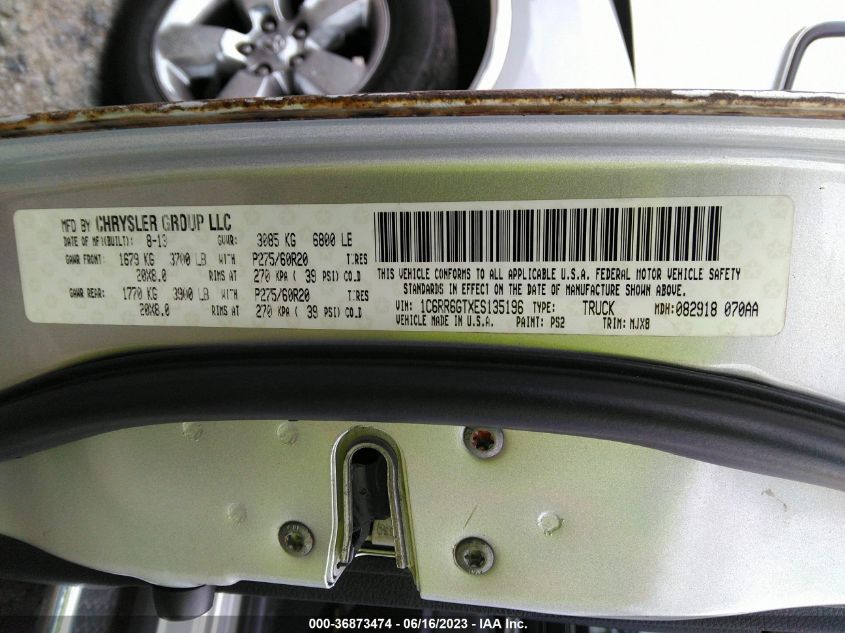 MFD BY CHRYSLER GROUP LLC
DATE OF MFR(BUILT): 8-13 GVWR: 3085 KG 6800 LB
GAWR FRONT: 1679 KG 3700 LB WITH P275/60R20 TIRES
20X8.0 RIMS AT 270 KPA ( 39 PSI) COLD
GAWR REAR: 1770 KG 3900 LB WITH P275/60R20 TIRES
20X8.0 RIMS AT 270 KPA ( 39 PSI) COLD
THIS VEHICLE CONFORMS TO ALL APPLICABLE U.S.A. FEDERAL MOTOR VEHICLE SAFETY
STANDARDS IN EFFECT ON THE DATE OF MANUFACTURE SHOWN ABOVE.
VIN: 1C6RR6GTXES135196 TYPE: TRUCK MDH:082918 070AA
VEHICLE MADE IN U.S.A. PAINT: PS2 TRIM: MJX8
000-36873474 - 06/16/2023 - IAA Inc.